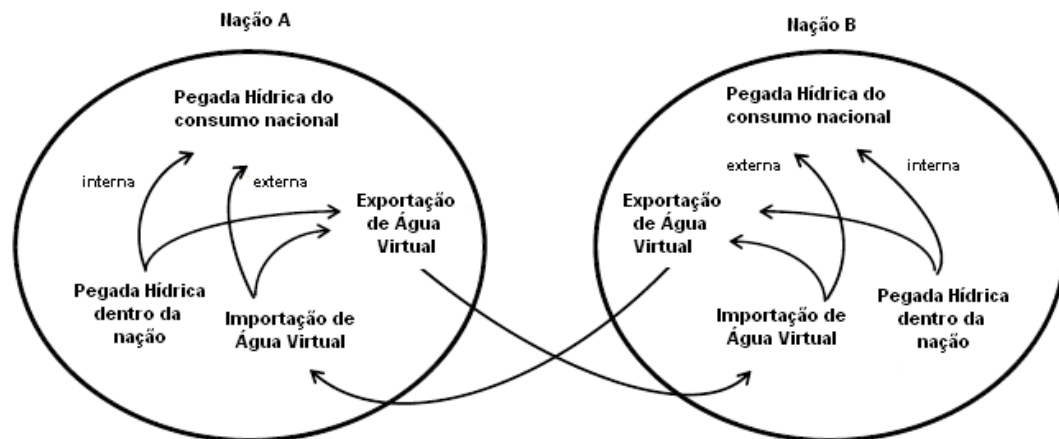 Nação A
Pegada Hídrica do
consumo nacional
interna
externa
Exportação
de Água
Virtual
Pegada Hídrica
dentro da
nação
Importação de
Água Virtual
Nação B
Pegada Hídrica do
consumo nacional
externa
interna
Exportação
de Água
Virtual
Importação de
Água Virtual
Pegada Hídrica
dentro da
nação